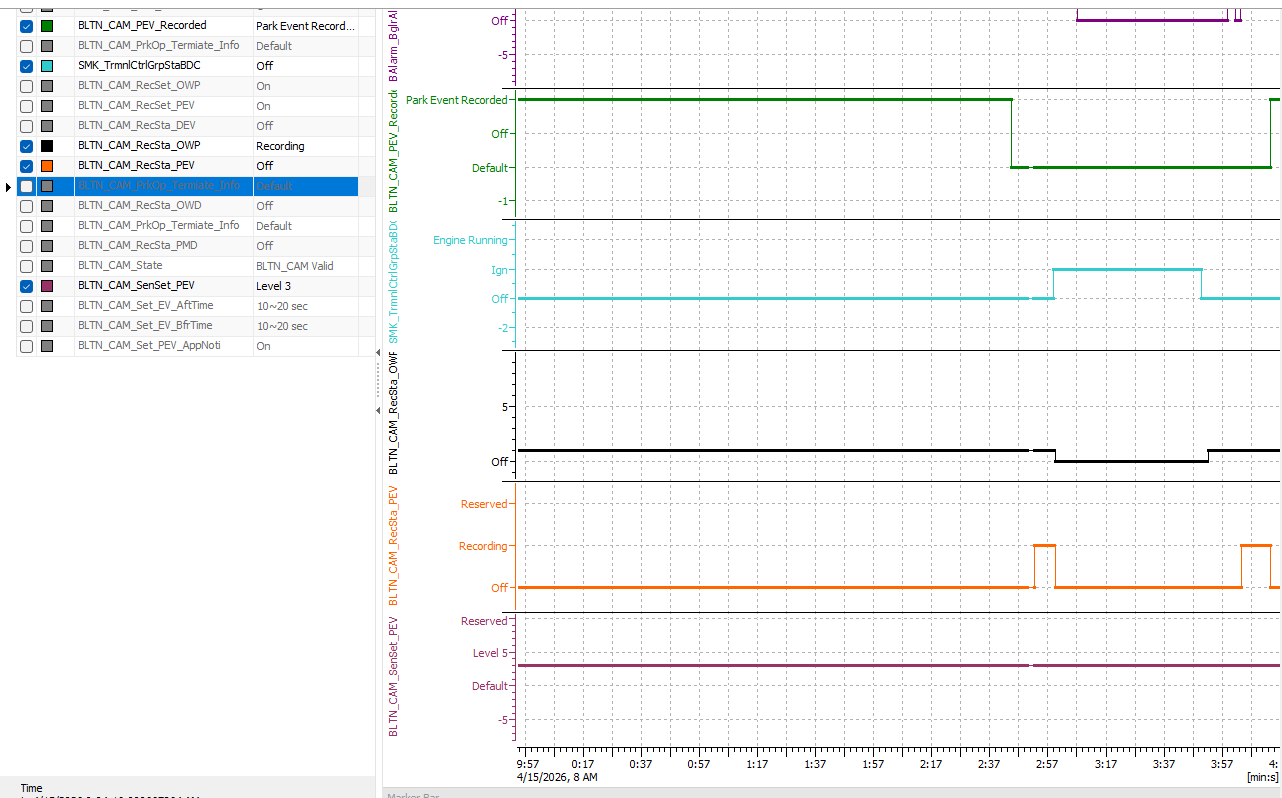 BLTN_CAM_PEV_Recorded Park Event Record...
BLTN_CAM_PrkOp_Termiate_Info Default
SMK_TrmnlCtrlGrpStaBDC Off
BLTN_CAM_RecSet_OWP On
BLTN_CAM_RecSet_PEV On
BLTN_CAM_RecSta_DEV Off
BLTN_CAM_RecSta_OWP Recording
BLTN_CAM_RecSta_PEV Off
BLTN_CAM_PrkOp_Termiate_Info Default
BLTN_CAM_RecSta_OWD Off
BLTN_CAM_PrkOp_Termiate_Info Default
BLTN_CAM_RecSta_PMD Off
BLTN_CAM_State BLTN_CAM Valid
BLTN_CAM_SenSet_PEV Level 3
BLTN_CAM_Set_EV_AftTime 10~20 sec
BLTN_CAM_Set_EV_BfrTime 10~20 sec
BLTN_CAM_Set_PEV_AppNoti On
Time
BAlarm_BglrAl
Off
-5
BLTN_CAM_PEV_Recorde
Park Event Recorded
Off
Default
-1
SMK_TrmnlCtrlGrpStaBDC
Engine Running
Ign
Off
-2
BLTN_CAM_RecSta_OWP
5
Off
BLTN_CAM_RecSta_PEV
Reserved
Recording
Off
BLTN_CAM_SenSet_PEV
Reserved
Level 5
Default
-5
9:57 0:17 0:37 0:57 1:17 1:37 1:57 2:17 2:37 2:57 3:17 3:37 3:57 4:
4/15/2026, 8 AM [min:s]
Marker Bar